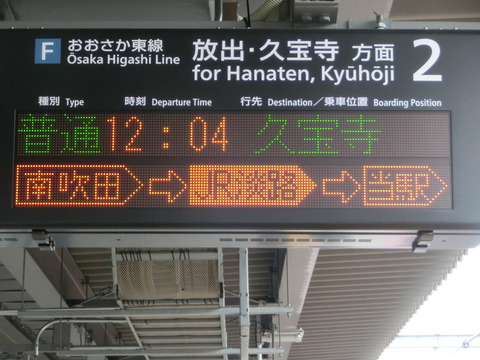 F おおさか東線 放出・久宝寺 方面 2
Ōsaka Higashi Line for Hanaten, Kyūhōji
種別 Type 時刻 Departure Time 行先 Destination／乗車位置 Boarding Position
普通 12：04 久宝寺
南吹田 ⇨ JR淡路 ⇨ 当駅